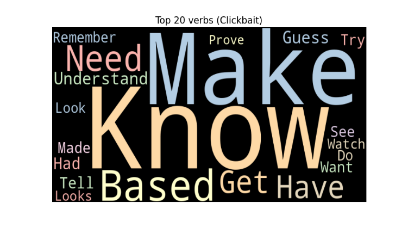 Top 20 verbs (Clickbait)
Remember
Need
Understand
Make
Prove
Guess
Try
Look
Know
See
Watch
Do
Want
Made
Had
Tell
Looks
Based
Get
Have